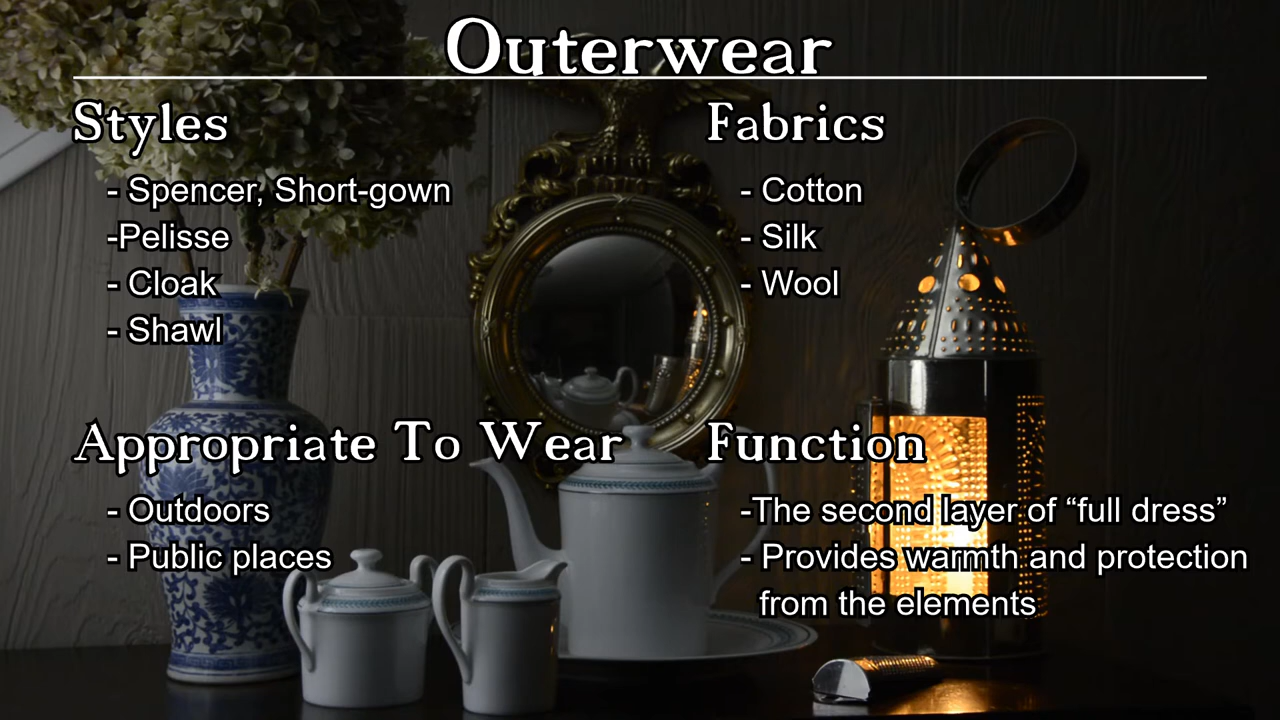 Outerwear
Styles
- Spencer, Short-gown
-Pelisse
- Cloak
- Shawl
Fabrics
- Cotton
- Silk
- Wool
Appropriate To Wear
- Outdoors
- Public places
Function
-The second layer of “full dress”
- Provides warmth and protection
from the elements